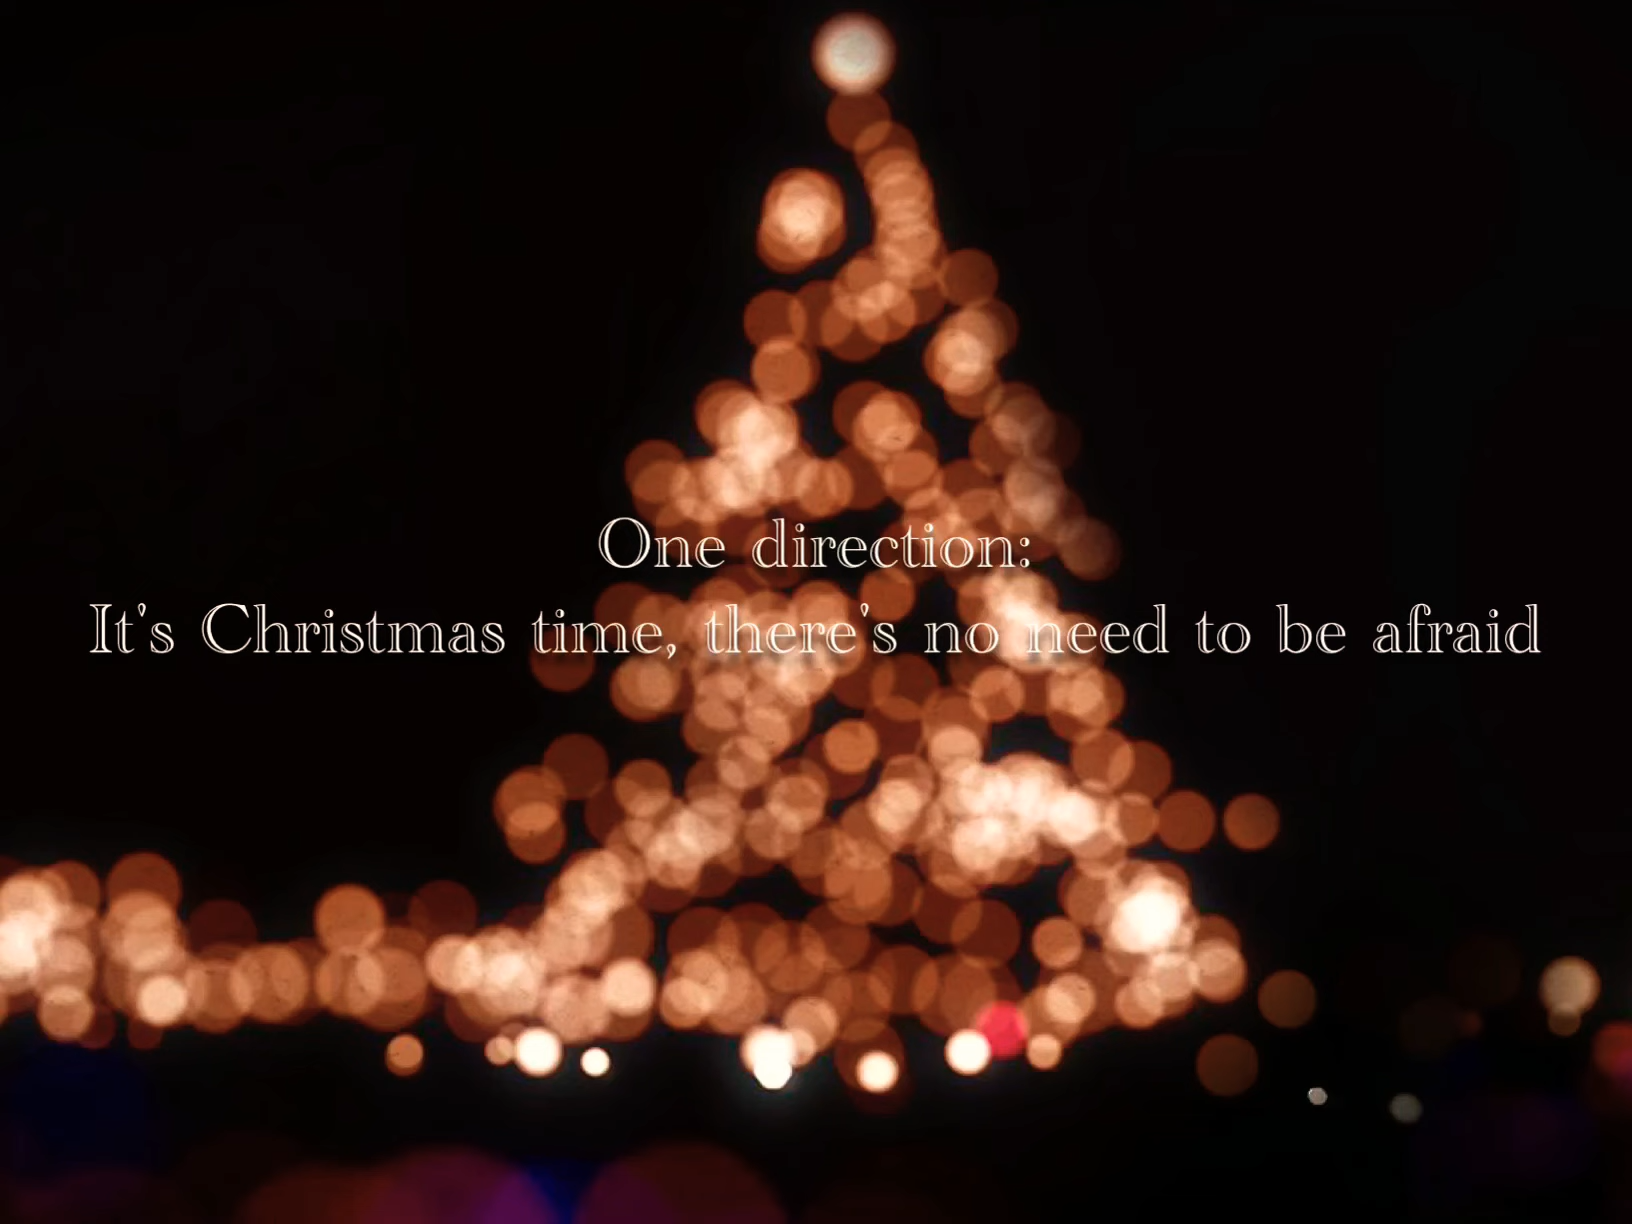 One direction:
It's Christmas time, there's no need to be afraid